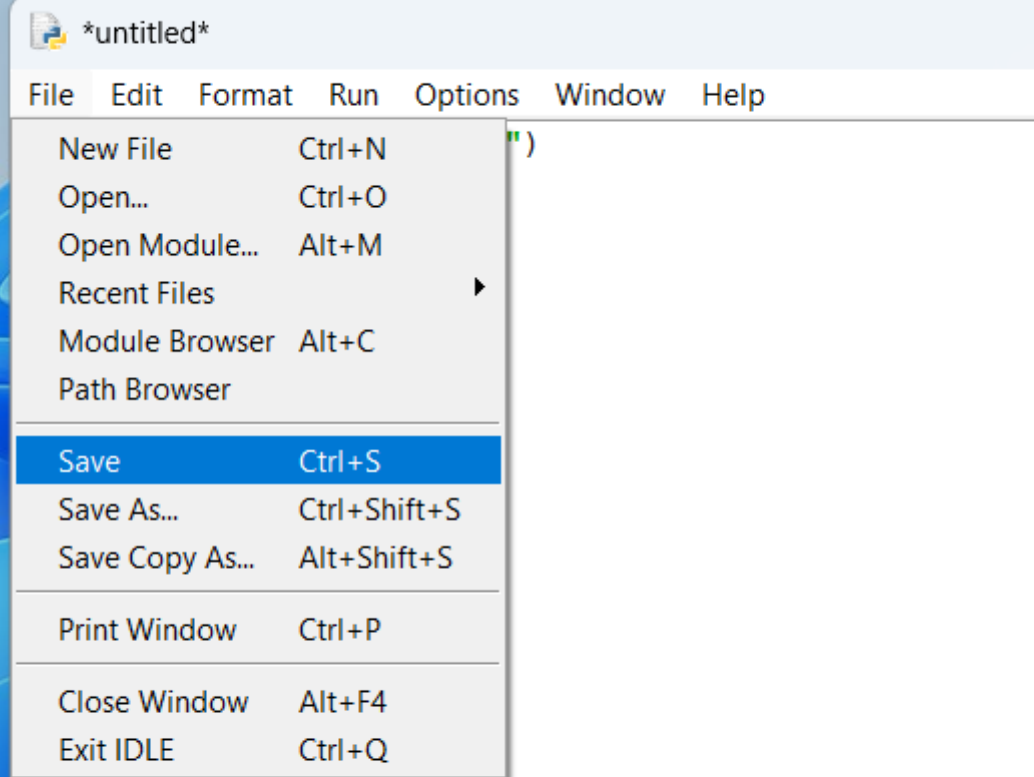 *untitled*
File Edit Format Run Options Window Help
")
New File Ctrl+N
Open... Ctrl+O
Open Module... Alt+M
Recent Files
Module Browser Alt+C
Path Browser
Save Ctrl+S
Save As... Ctrl+Shift+S
Save Copy As... Alt+Shift+S
Print Window Ctrl+P
Close Window Alt+F4
Exit IDLE Ctrl+Q